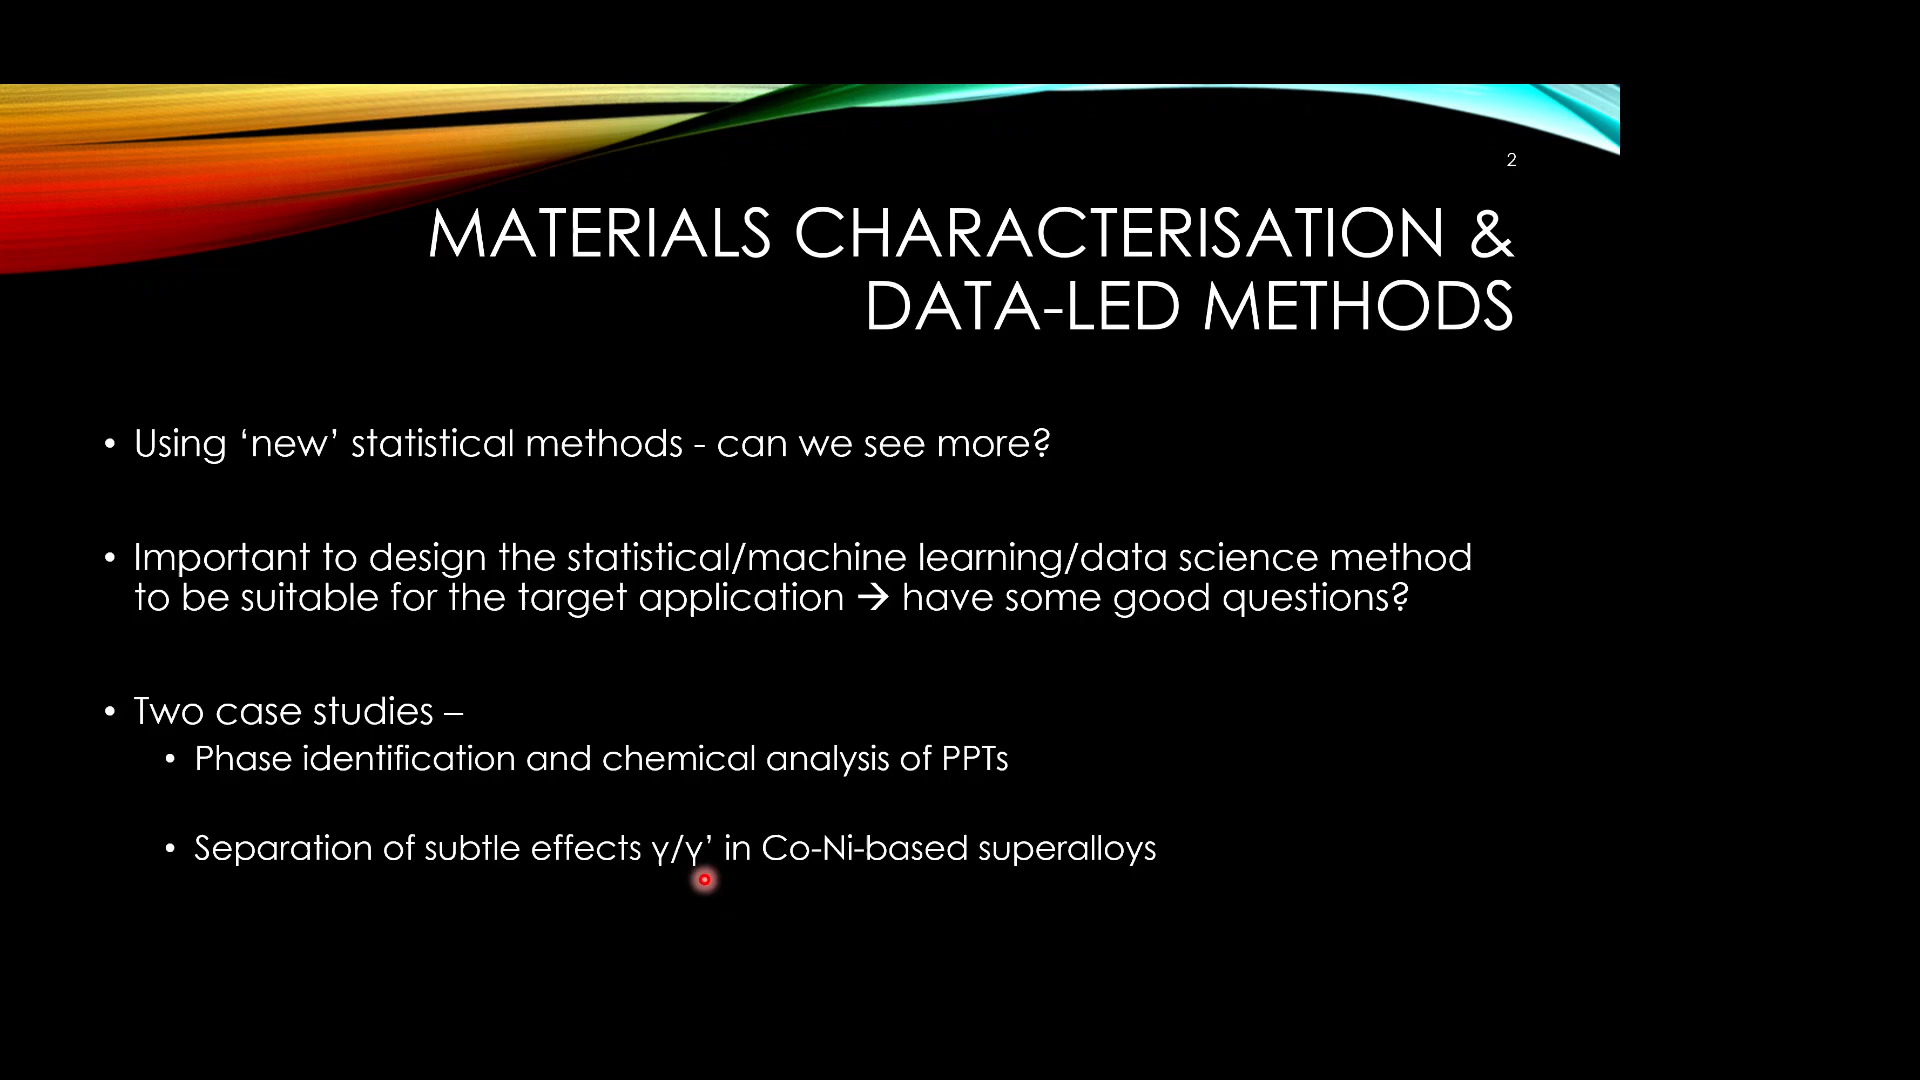 2
MATERIALS CHARACTERISATION &
DATA-LED METHODS
• Using ‘new’ statistical methods - can we see more?
• Important to design the statistical/machine learning/data science method
to be suitable for the target application → have some good questions?
• Two case studies –
• Phase identification and chemical analysis of PPTs
• Separation of subtle effects γ/γ’ in Co-Ni-based superalloys